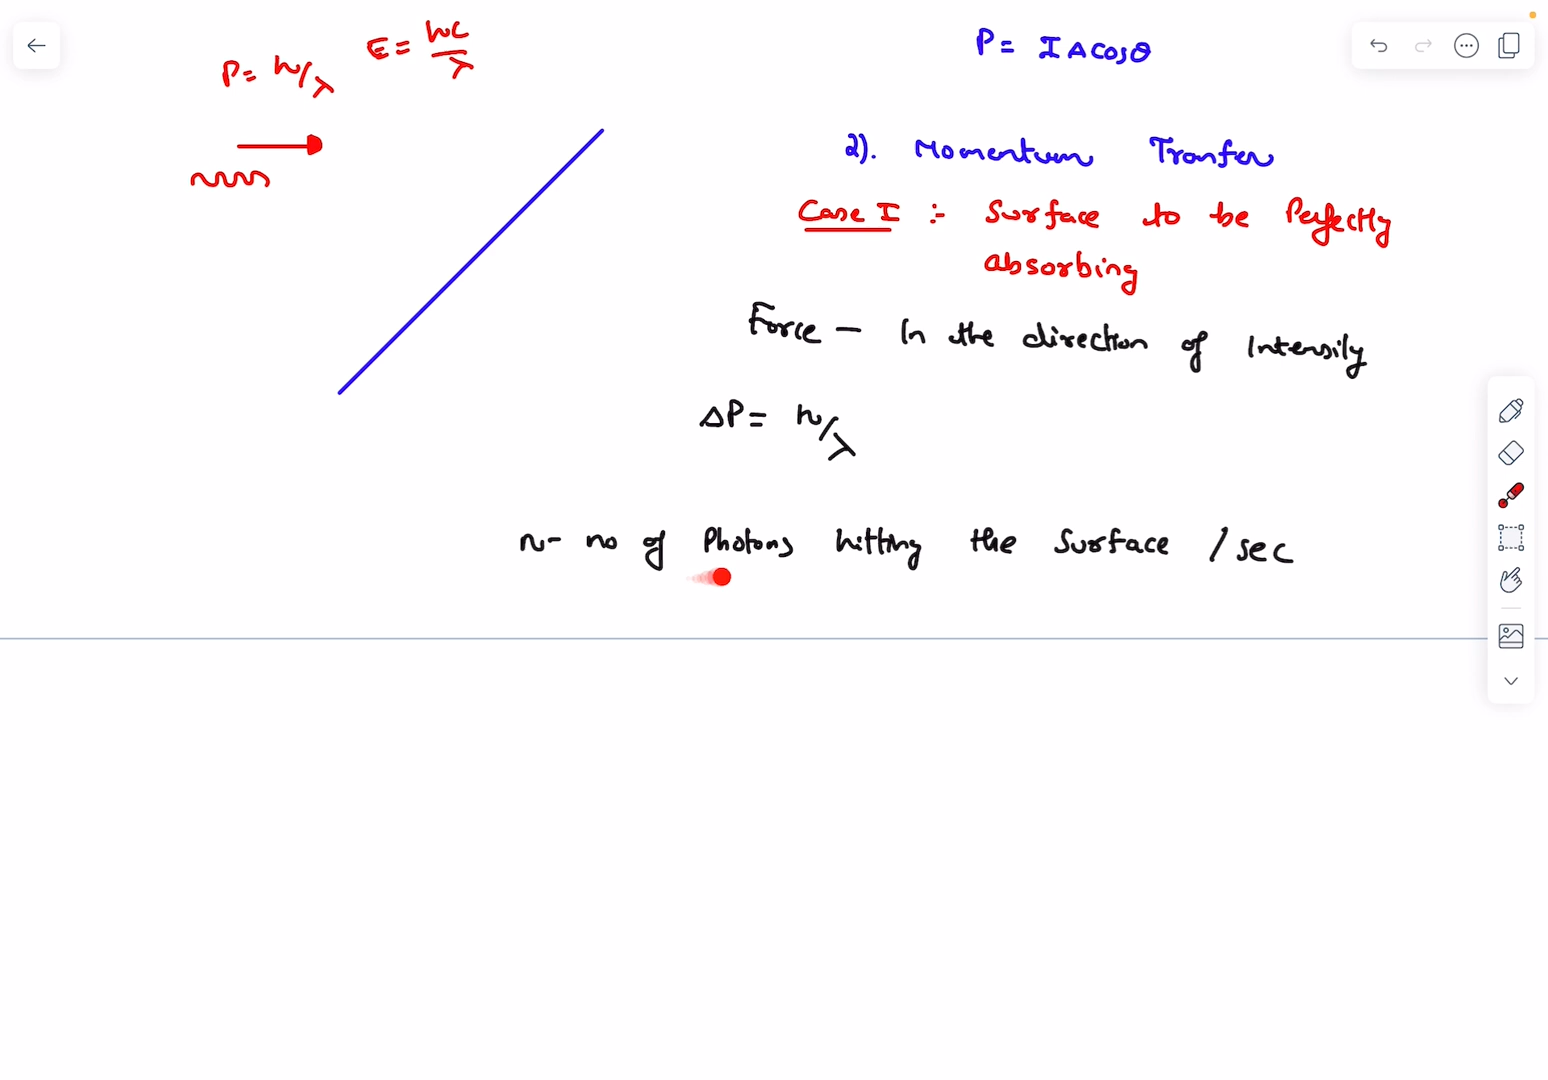 P = h/λ
E = hc/λ
P = IAcosθ
2). Momentum Tranfer
Case I :- Surface to be Perfectly
absorbing
Force - In the direction of Intensity
ΔP = h/λ
n- no of Photons hitting the Surface /sec